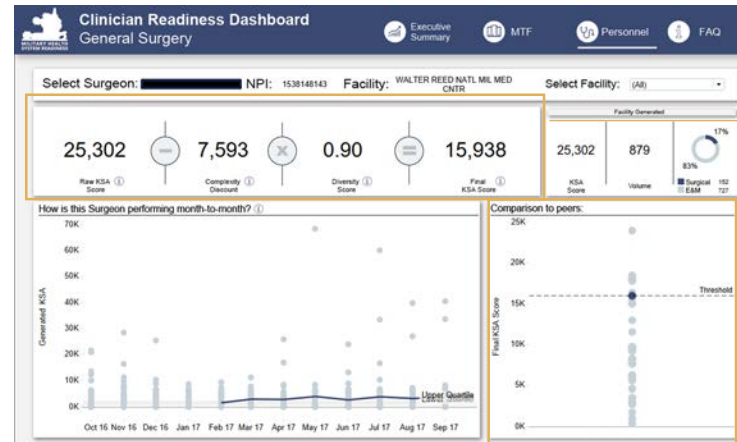 Clinician Readiness Dashboard
General Surgery
MILITARY HEALTH
SYSTEM READINESS
Executive
Summary
MTF
Personnel
FAQ
Select Surgeon: NPI: 1538148143 Facility: WALTER REED NATL MIL MED
CNTR
Select Facility: (All)
25,302 − 7,593 × 0.90 = 15,938
Raw KSA
Score
Complexity
Discount
Diversity
Score
Final
KSA Score
Facility Generated
25,302
KSA
Score
879
Volume
17%
83%
Surgical 152
E&M 727
How is this Surgeon performing month-to-month?
Generated KSA
70K
60K
50K
40K
30K
20K
10K
0K
Upper Quartile
Oct 16 Nov 16 Dec 16 Jan 17 Feb 17 Mar 17 Apr 17 May 17 Jun 17 Jul 17 Aug 17 Sep 17
Comparison to peers:
Final KSA Score
25K
20K
15K
10K
5K
0K
Threshold